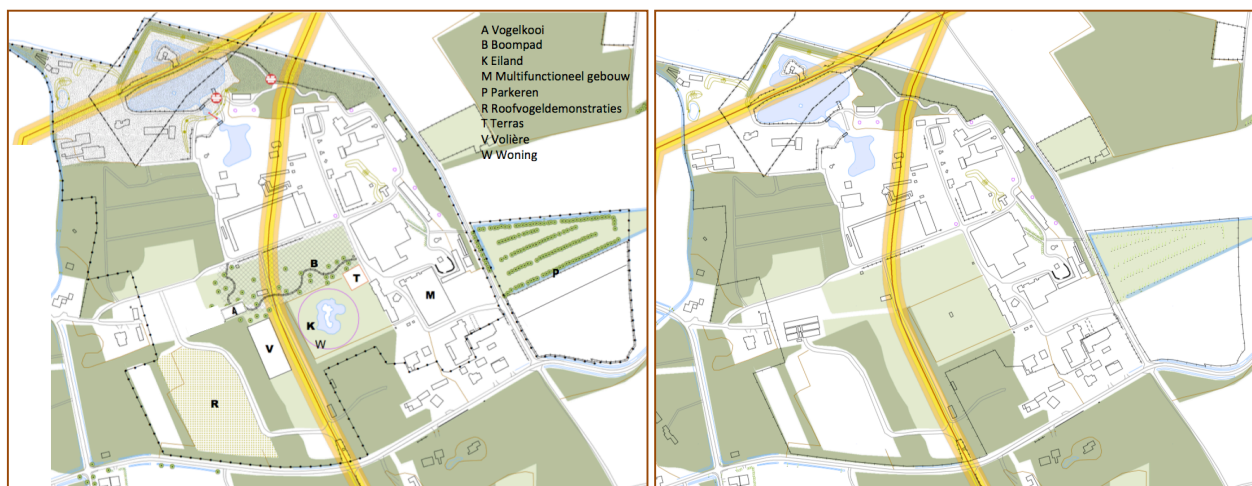 A Vogelkooi
B Boompad
K Eiland
M Multifunctioneel gebouw
P Parkeren
R Roofvogeldemonstraties
T Terras
V Volière
W Woning
B
T
P
A
M
K
W
V
R